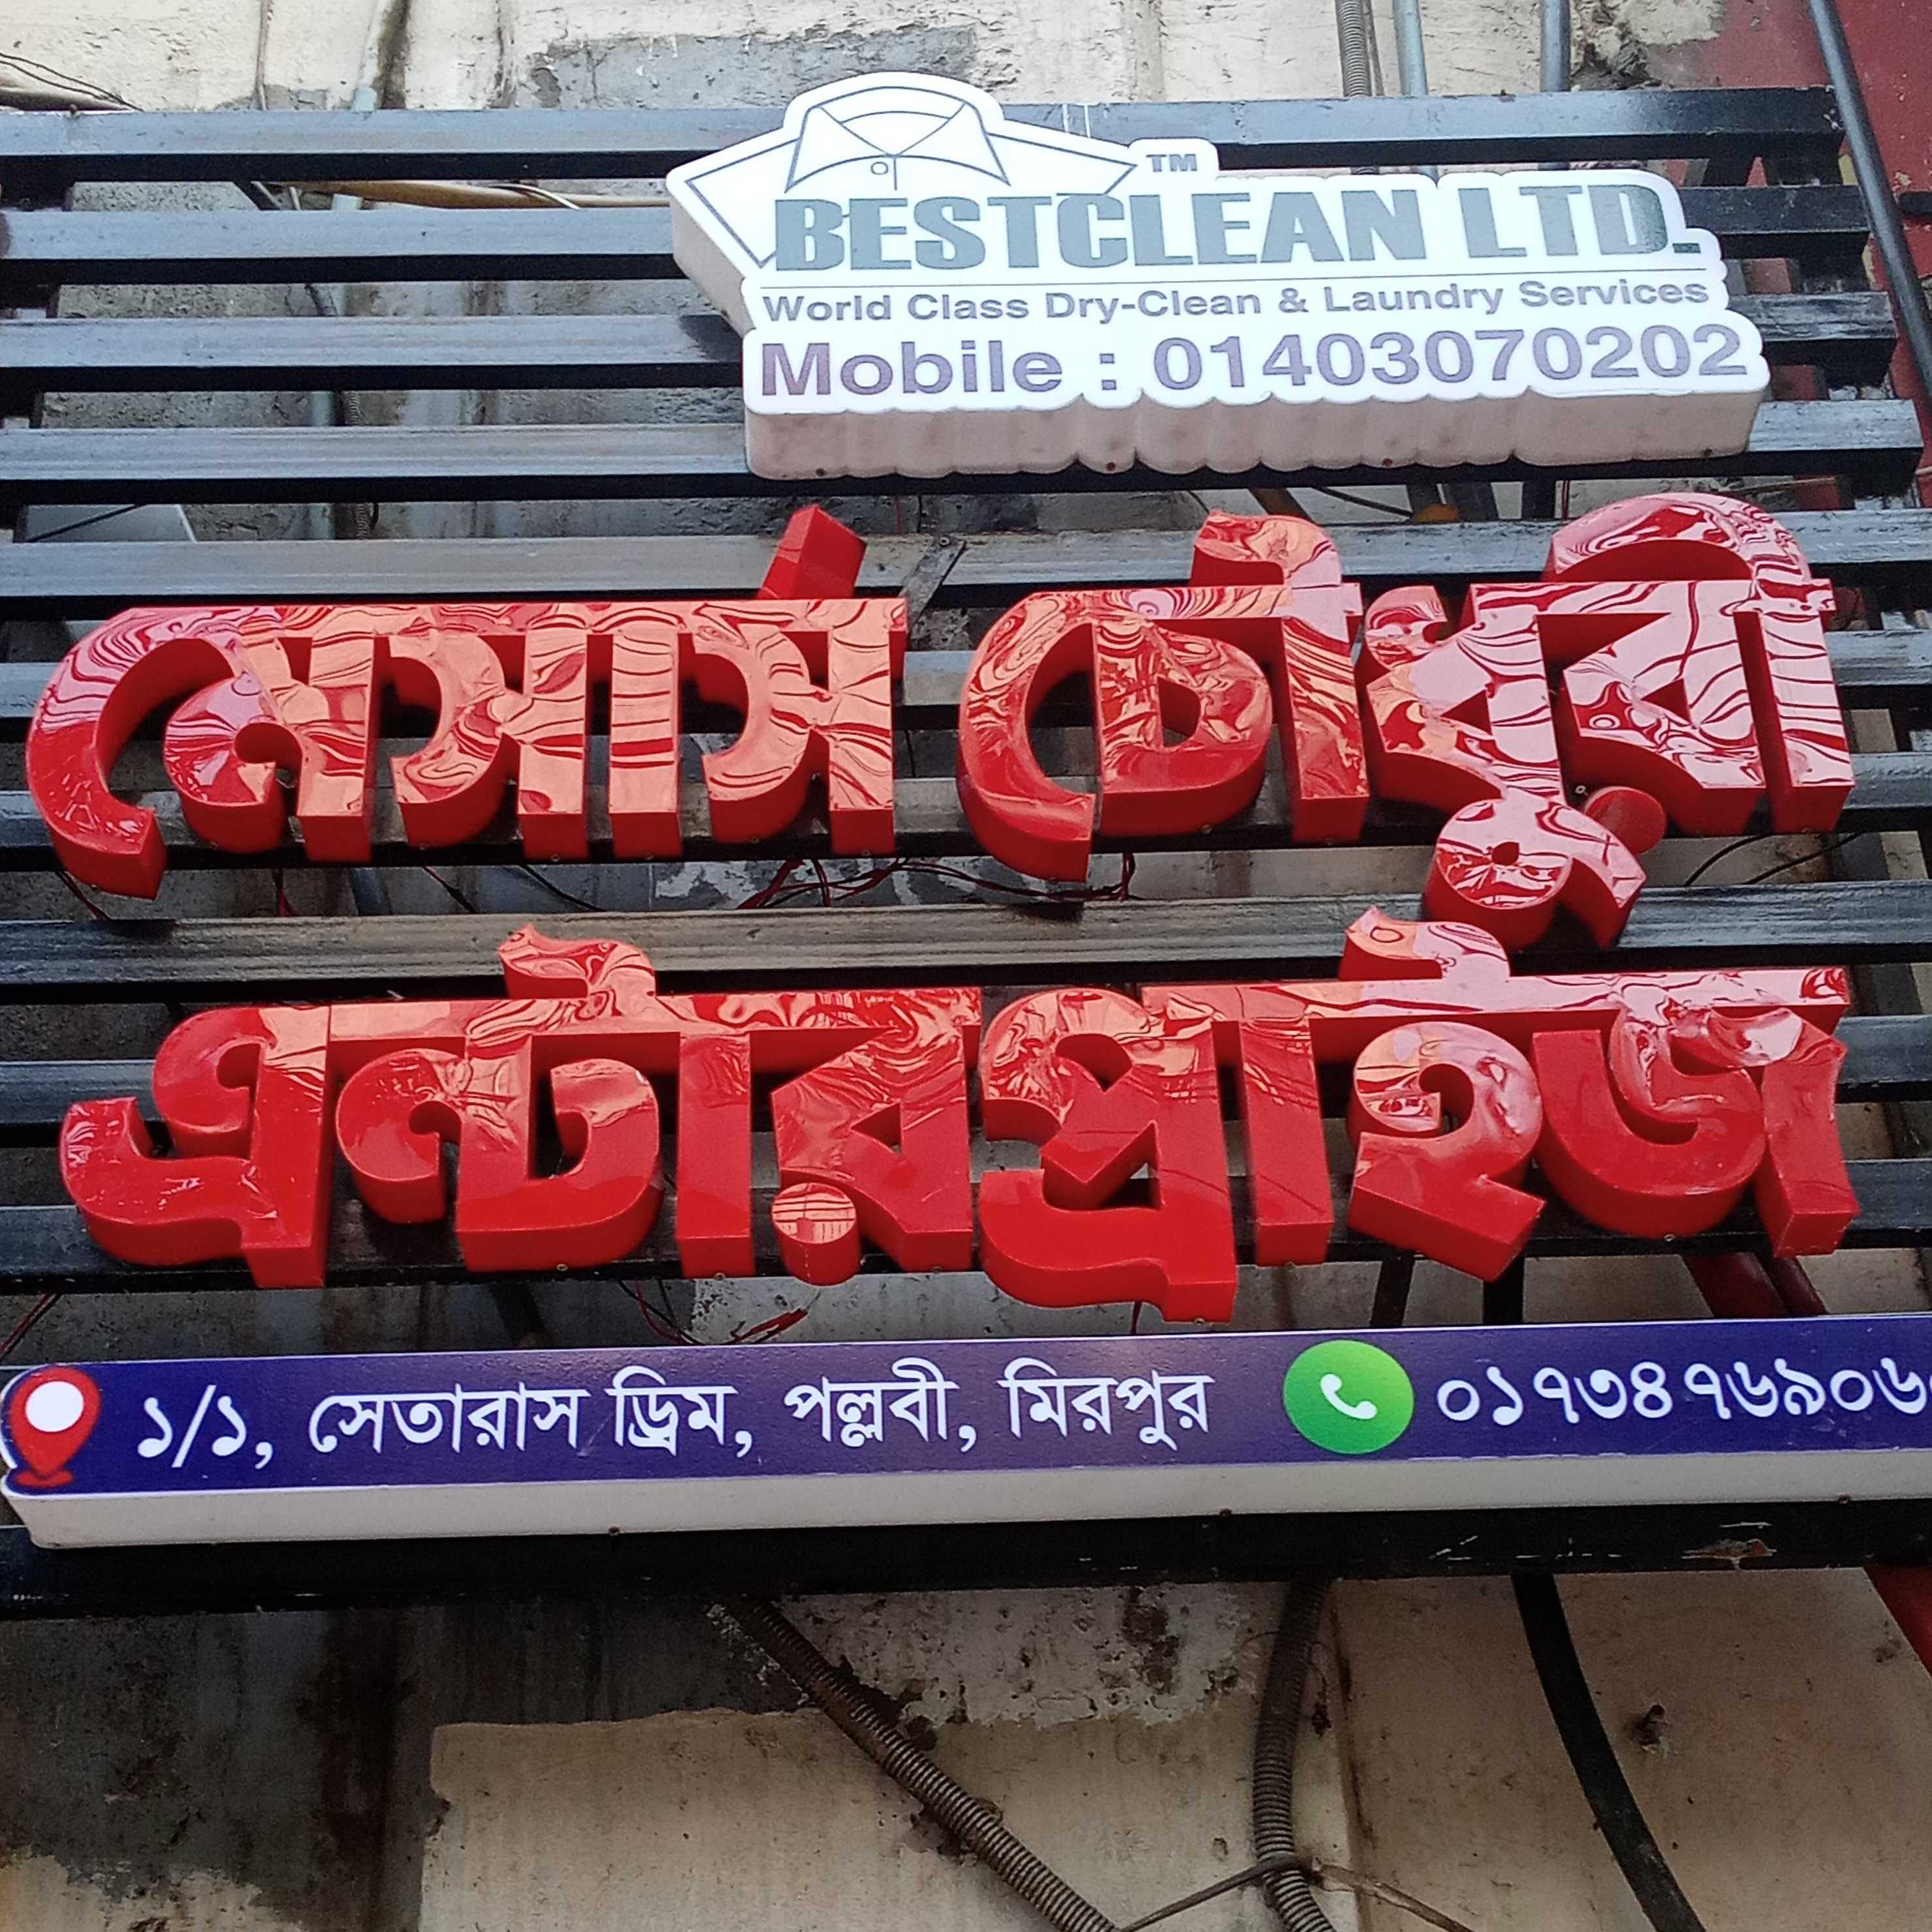 BESTCLEAN LTD.™
World Class Dry-Clean & Laundry Services
Mobile : 01403070202
মেসার্স চৌধুরী
এন্টারপ্রাইজ
১/১, সেতারাস ড্রিম, পল্লবী, মিরপুর ০১৭৩৪৭৬৯০৬